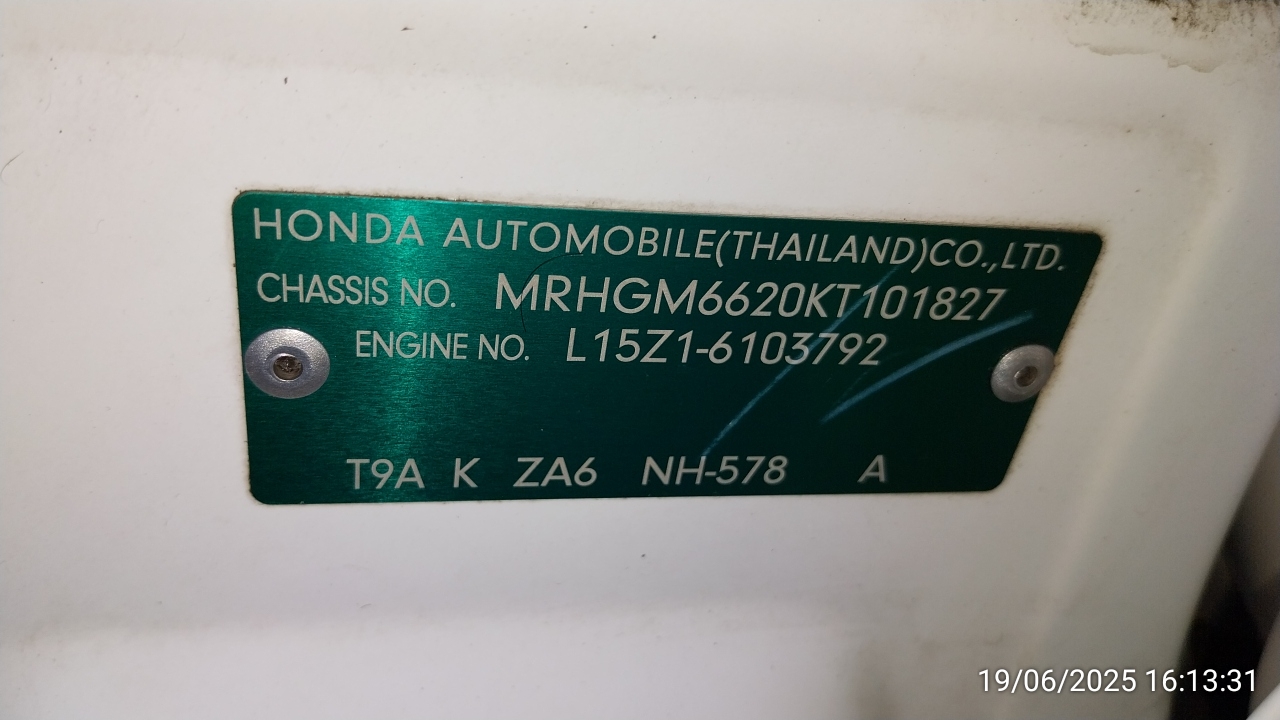 HONDA AUTOMOBILE(THAILAND)CO.,LTD.
CHASSIS NO. MRHGM6620KT101827
ENGINE NO. L15Z1-6103792
T9A K ZA6 NH-578 A
19/06/2025 16:13:31